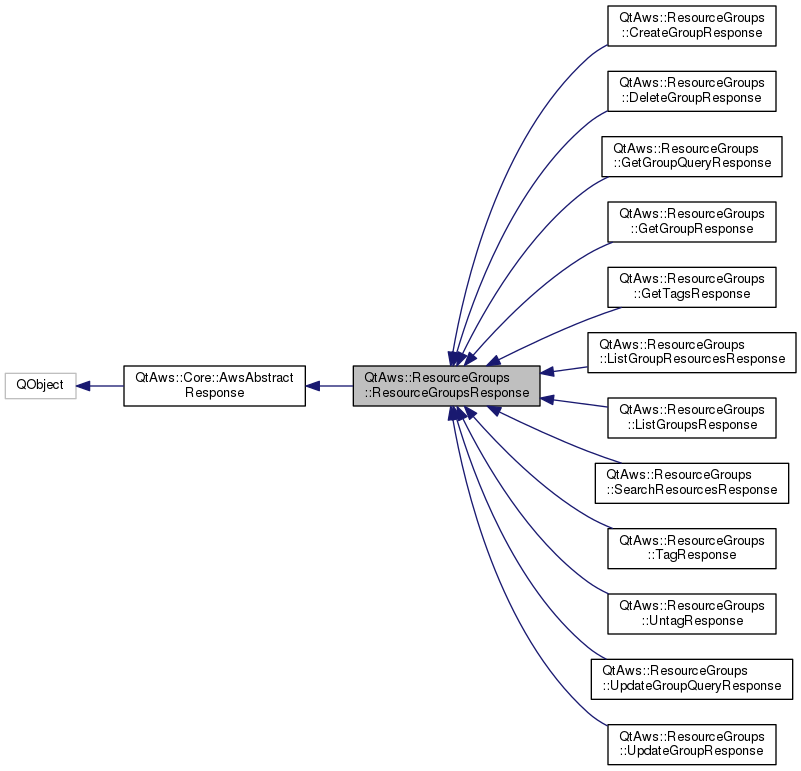 QObject
QtAws::Core::AwsAbstract
Response
QtAws::ResourceGroups
::ResourceGroupsResponse
QtAws::ResourceGroups
::CreateGroupResponse
QtAws::ResourceGroups
::DeleteGroupResponse
QtAws::ResourceGroups
::GetGroupQueryResponse
QtAws::ResourceGroups
::GetGroupResponse
QtAws::ResourceGroups
::GetTagsResponse
QtAws::ResourceGroups
::ListGroupResourcesResponse
QtAws::ResourceGroups
::ListGroupsResponse
QtAws::ResourceGroups
::SearchResourcesResponse
QtAws::ResourceGroups
::TagResponse
QtAws::ResourceGroups
::UntagResponse
QtAws::ResourceGroups
::UpdateGroupQueryResponse
QtAws::ResourceGroups
::UpdateGroupResponse